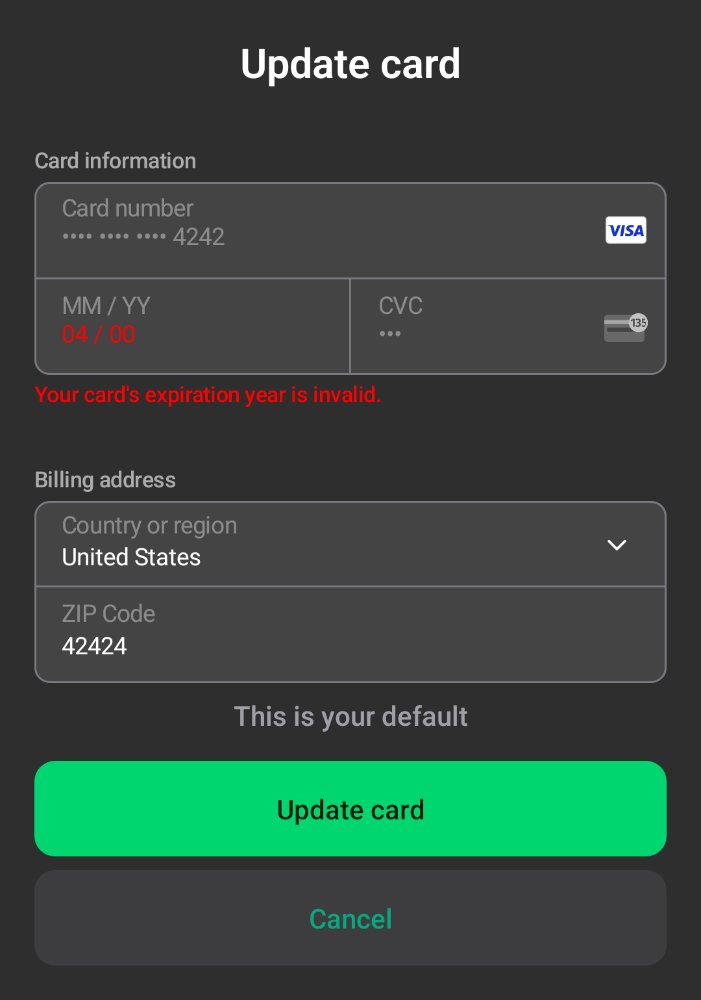 Update card
Card information
Card number
•••• •••• •••• 4242
VISA
MM / YY
04 / 00
CVC
•••
135
Your card's expiration year is invalid.
Billing address
Country or region
United States
ZIP Code
42424
This is your default
Update card
Cancel